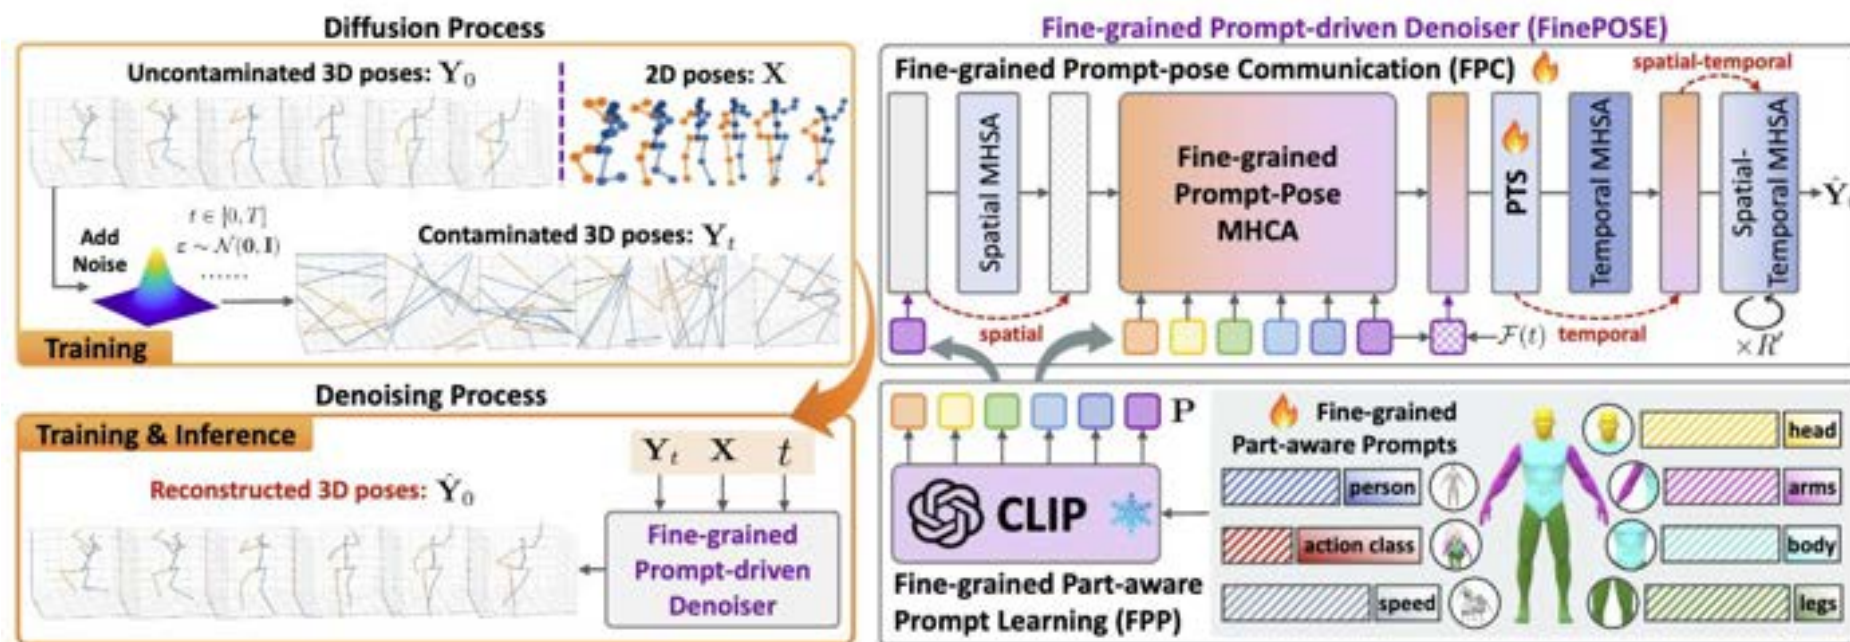 Diffusion Process
Uncontaminated 3D poses: Y₀
2D poses: X
t ∈ [0, T]
ε ∼ 𝒩(0, I)
······
Add
Noise
Contaminated 3D poses: Yₜ
Training
Denoising Process
Training & Inference
Yₜ X t
Reconstructed 3D poses: Ŷ₀
Fine-grained
Prompt-driven
Denoiser
Fine-grained Prompt-driven Denoiser (FinePOSE)
Fine-grained Prompt-pose Communication (FPC)
spatial-temporal
Spatial MHSA
Fine-grained
Prompt-Pose
MHCA
PTS
Temporal MHSA
Spatial-
Temporal MHSA
Ŷ₀
spatial
ℱ(t)
temporal
×R′
P
CLIP
Fine-grained Part-aware
Prompt Learning (FPP)
Fine-grained
Part-aware Prompts
person
action class
speed
head
arms
body
legs